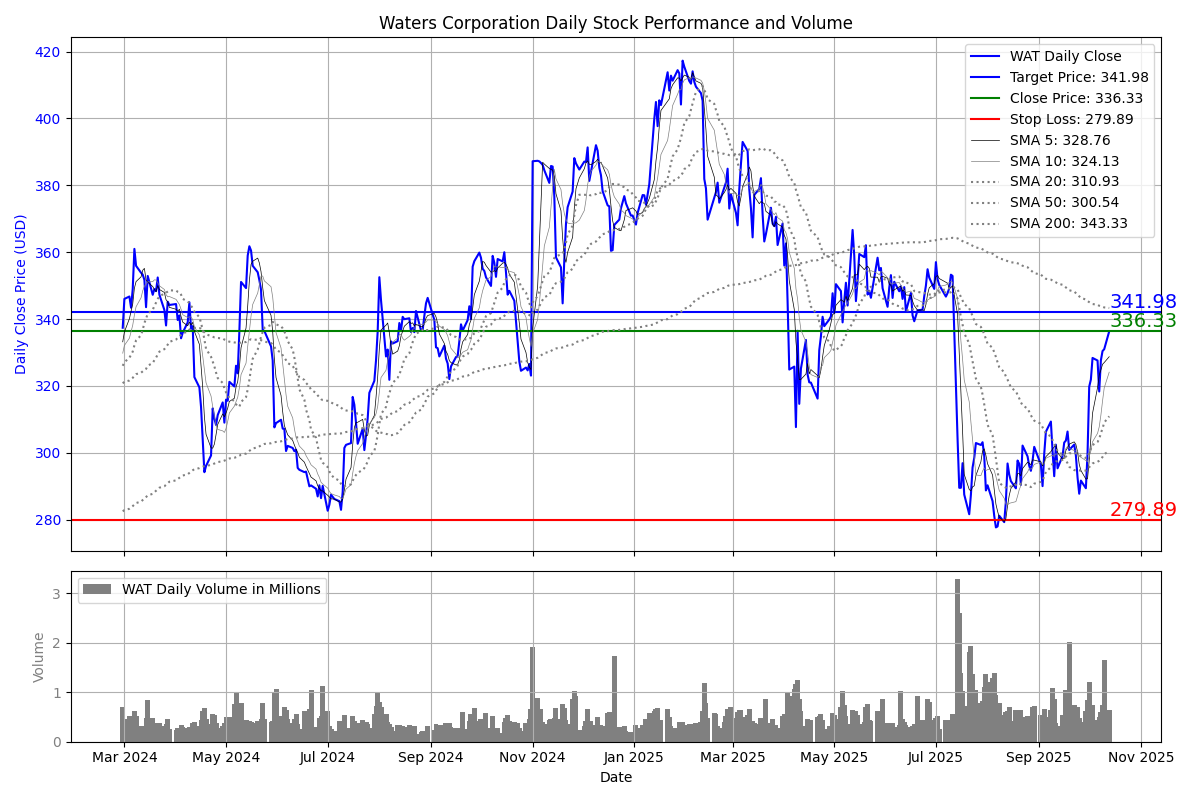 Waters Corporation Daily Stock Performance and Volume
Daily Close Price (USD)
420
400
380
360
340
320
300
280
WAT Daily Close
Target Price: 341.98
Close Price: 336.33
Stop Loss: 279.89
SMA 5: 328.76
SMA 10: 324.13
SMA 20: 310.93
SMA 50: 300.54
SMA 200: 343.33
341.98
336.33
279.89
Volume
3
2
1
0
WAT Daily Volume in Millions
Mar 2024 May 2024 Jul 2024 Sep 2024 Nov 2024 Jan 2025 Mar 2025 May 2025 Jul 2025 Sep 2025 Nov 2025
Date